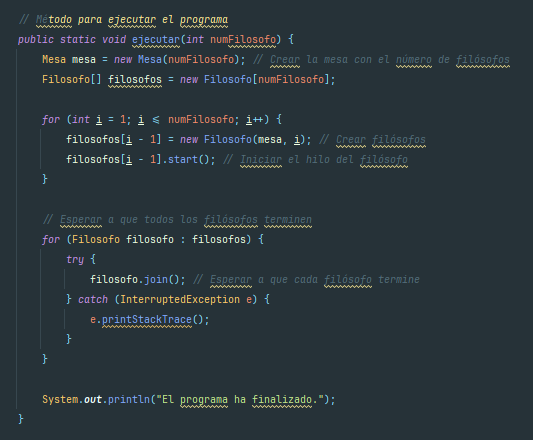 // Método para ejecutar el programa
public static void ejecutar(int numFilosofo) {
Mesa mesa = new Mesa(numFilosofo); // Crear la mesa con el número de filósofos
Filosofo[] filosofos = new Filosofo[numFilosofo];
for (int i = 1; i <= numFilosofo; i++) {
filosofos[i - 1] = new Filosofo(mesa, i); // Crear filósofos
filosofos[i - 1].start(); // Iniciar el hilo del filósofo
}
// Esperar a que todos los filósofos terminen
for (Filosofo filosofo : filosofos) {
try {
filosofo.join(); // Esperar a que cada filósofo termine
} catch (InterruptedException e) {
e.printStackTrace();
}
}
System.out.println("El programa ha finalizado.");
}